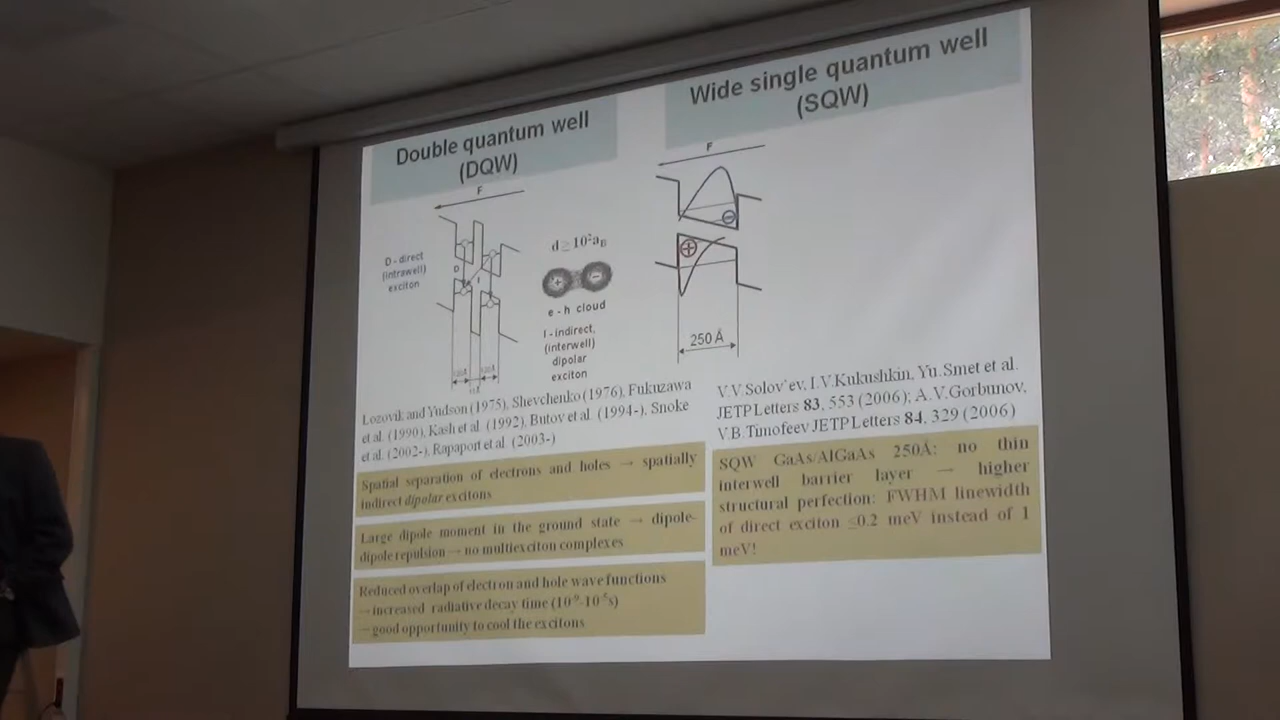 Double quantum well
(DQW)
F
D - direct
(intrawell)
exciton
D
I
d ≥ 10²aB
e - h cloud
I - indirect,
(interwell)
dipolar
exciton
Lozovik and Yudson (1975), Shevchenko (1976), Fukuzawa
et al. (1990), Kash et al. (1992), Butov et al. (1994-), Snoke
et al. (2002-), Rapaport et al. (2003-)
Spatial separation of electrons and holes → spatially
indirect dipolar excitons
Large dipole moment in the ground state → dipole-
dipole repulsion → no multiexciton complexes
Reduced overlap of electron and hole wave functions
→ increased radiative decay time
→ good opportunity to cool the excitons
Wide single quantum well
(SQW)
F
250 Å
V.V.Solov'ev, I.V.Kukushkin, Yu.Smet et al.
JETP Letters 83, 553 (2006); A.V.Gorbunov,
V.B.Timofeev JETP Letters 84, 329 (2006)
SQW GaAs/AlGaAs 250Å: no thin
interwell barrier layer → higher
structural perfection: FWHM linewidth
of direct exciton ≤0.2 meV instead of 1
meV!